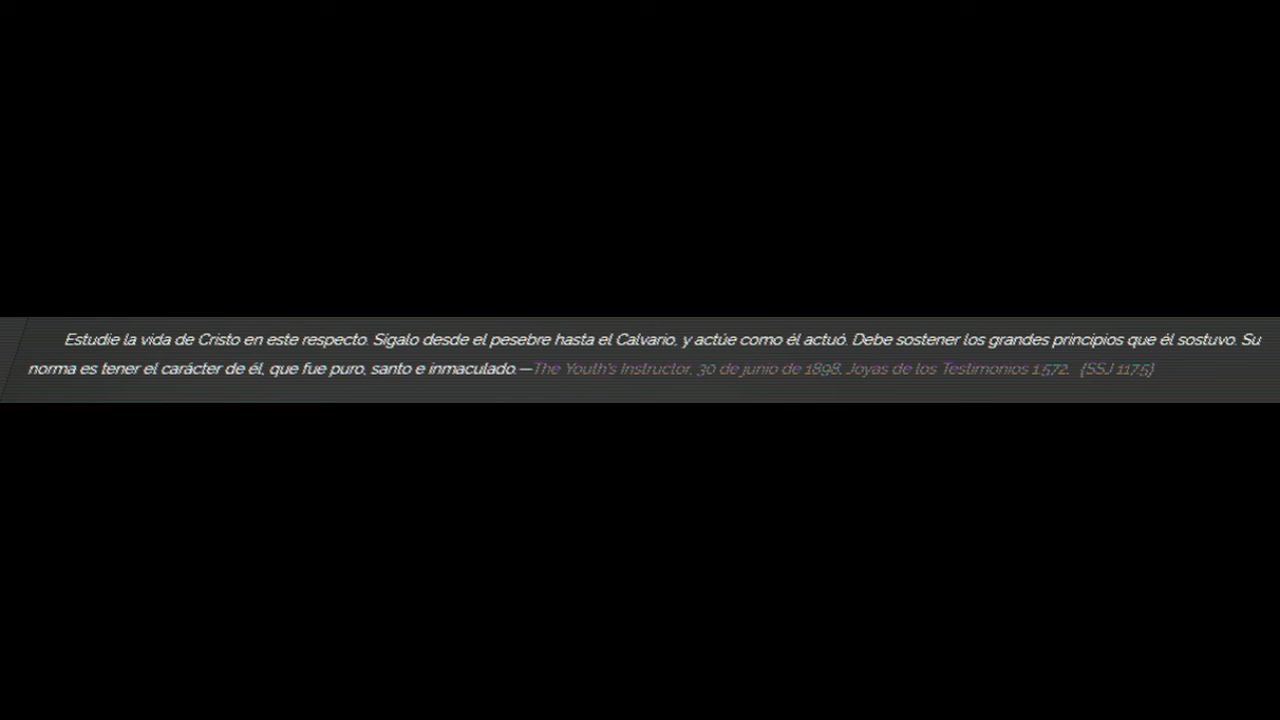 Estudie la vida de Cristo en este respecto. Sígalo desde el pesebre hasta el Calvario, y actúe como él actuó. Debe sostener los grandes principios que él sostuvo. Su
norma es tener el carácter de él, que fue puro, santo e inmaculado.—The Youth's Instructor, 30 de junio de 1898. Joyas de los Testimonios 1:572. {SSJ 117.5}